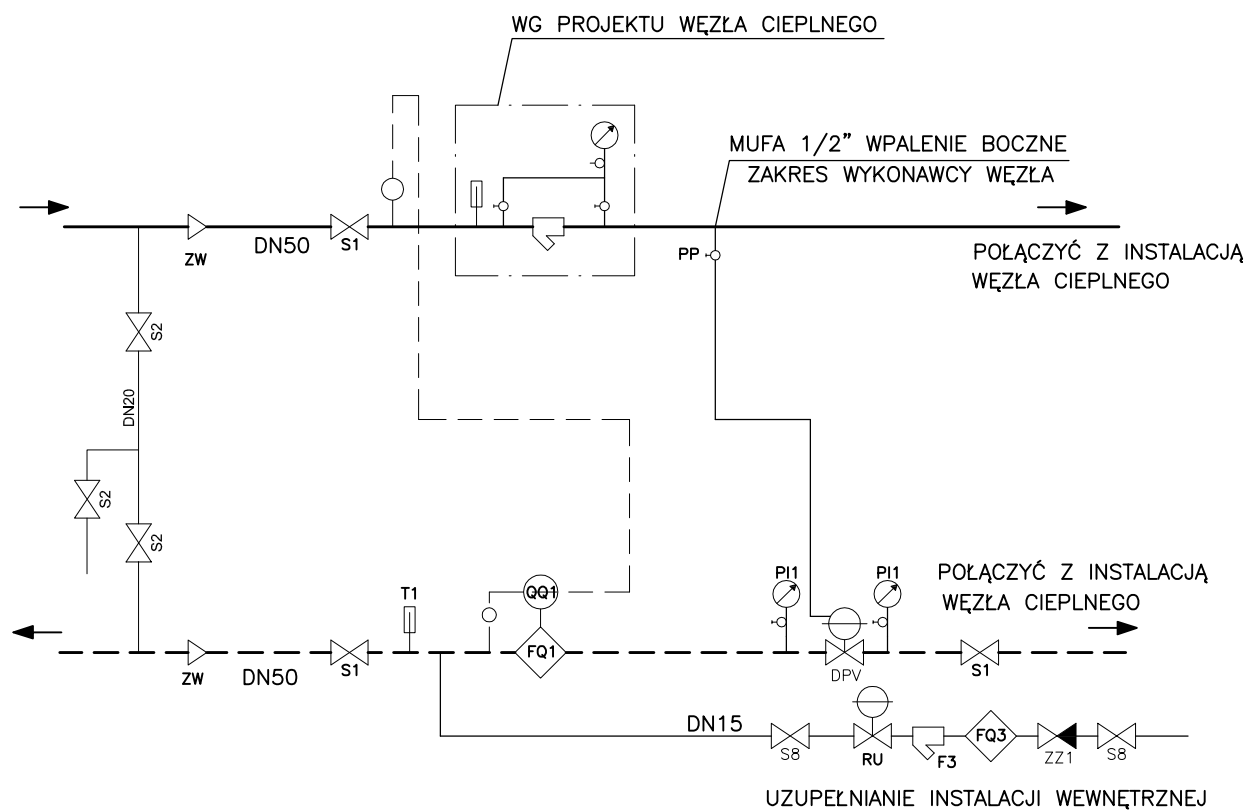 WG PROJEKTU WĘZŁA CIEPLNEGO
MUFA 1/2” WPALENIE BOCZNE
ZAKRES WYKONAWCY WĘZŁA
ZW
DN50
S1
PP
POŁĄCZYĆ Z INSTALACJĄ
WĘZŁA CIEPLNEGO
S2
DN20
S2
S2
T1
QQ1
PI1
PI1
POŁĄCZYĆ Z INSTALACJĄ
WĘZŁA CIEPLNEGO
ZW
DN50
S1
FQ1
DPV
S1
DN15
S8
RU
F3
FQ3
ZZ1
S8
UZUPEŁNIANIE INSTALACJI WEWNĘTRZNEJ